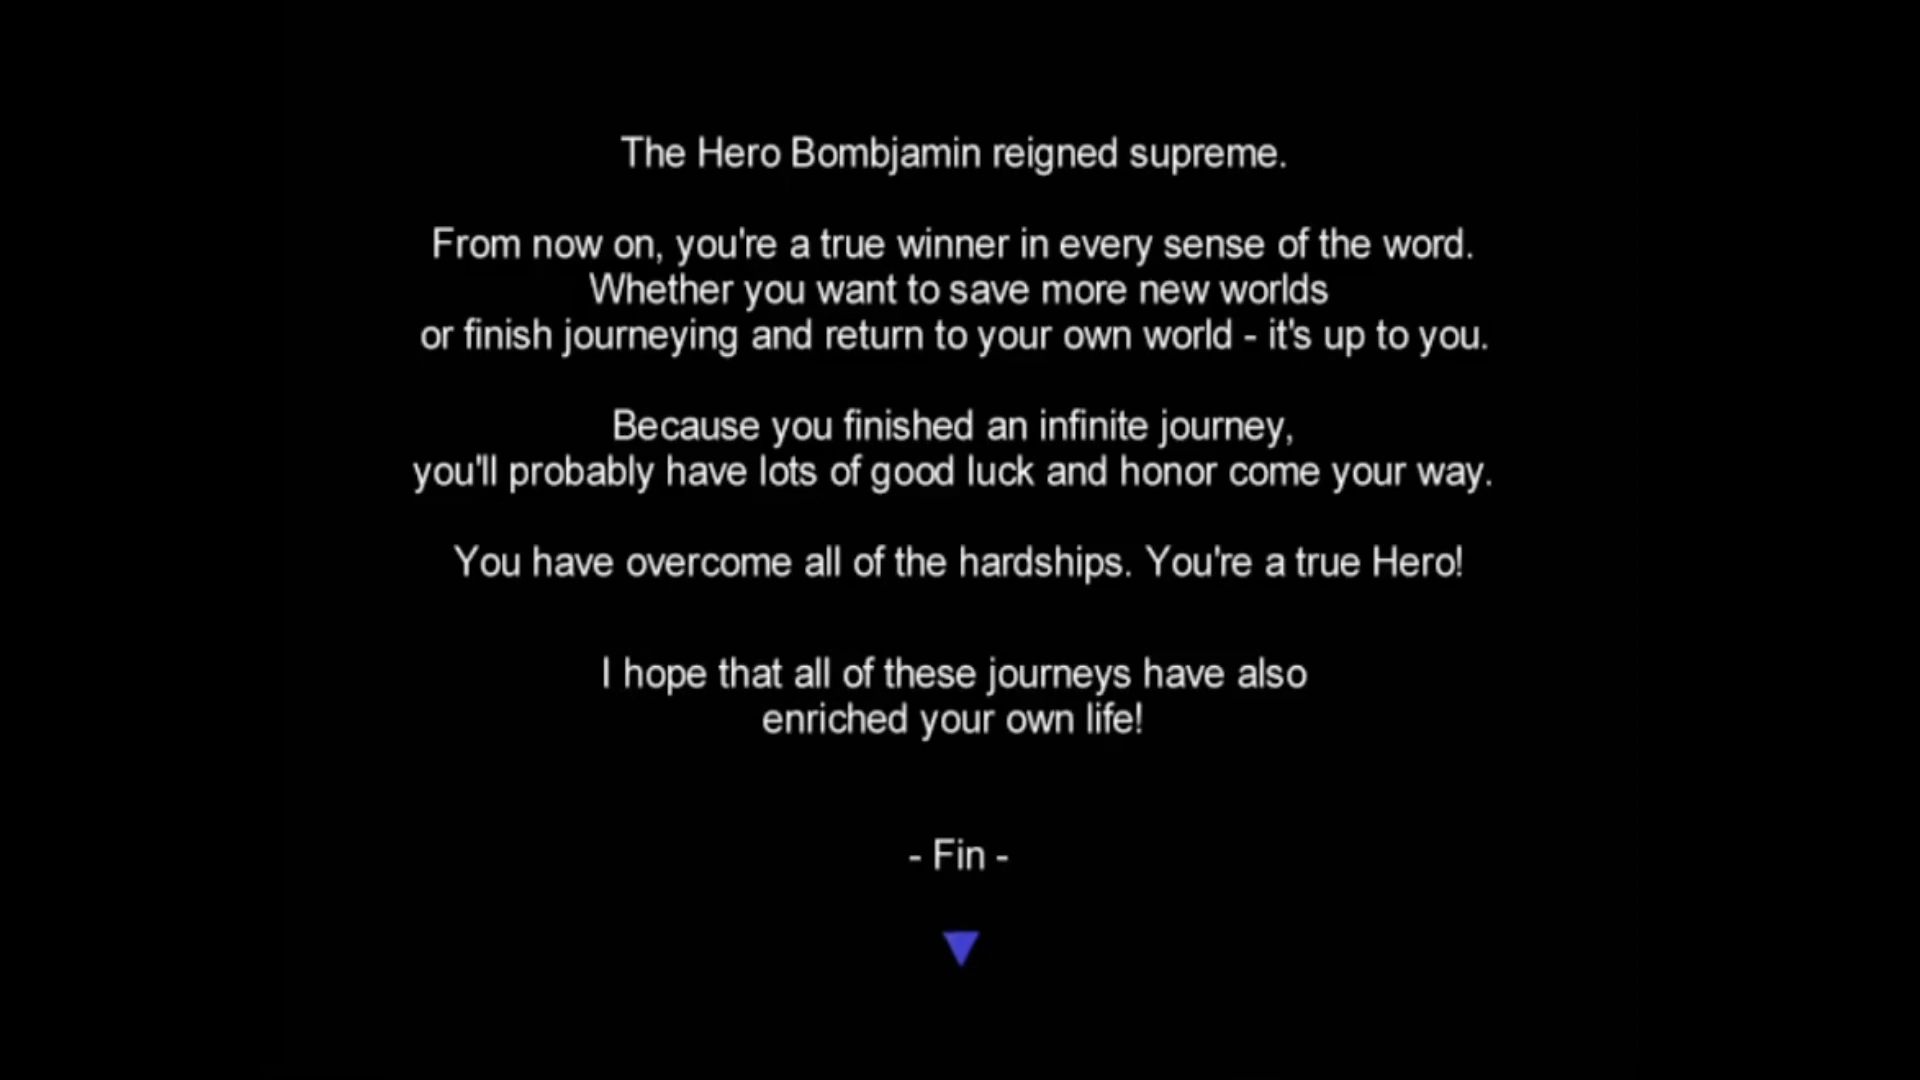 The Hero Bombjamin reigned supreme.
From now on, you're a true winner in every sense of the word.
Whether you want to save more new worlds
or finish journeying and return to your own world - it's up to you.
Because you finished an infinite journey,
you'll probably have lots of good luck and honor come your way.
You have overcome all of the hardships. You're a true Hero!
I hope that all of these journeys have also
enriched your own life!
- Fin -